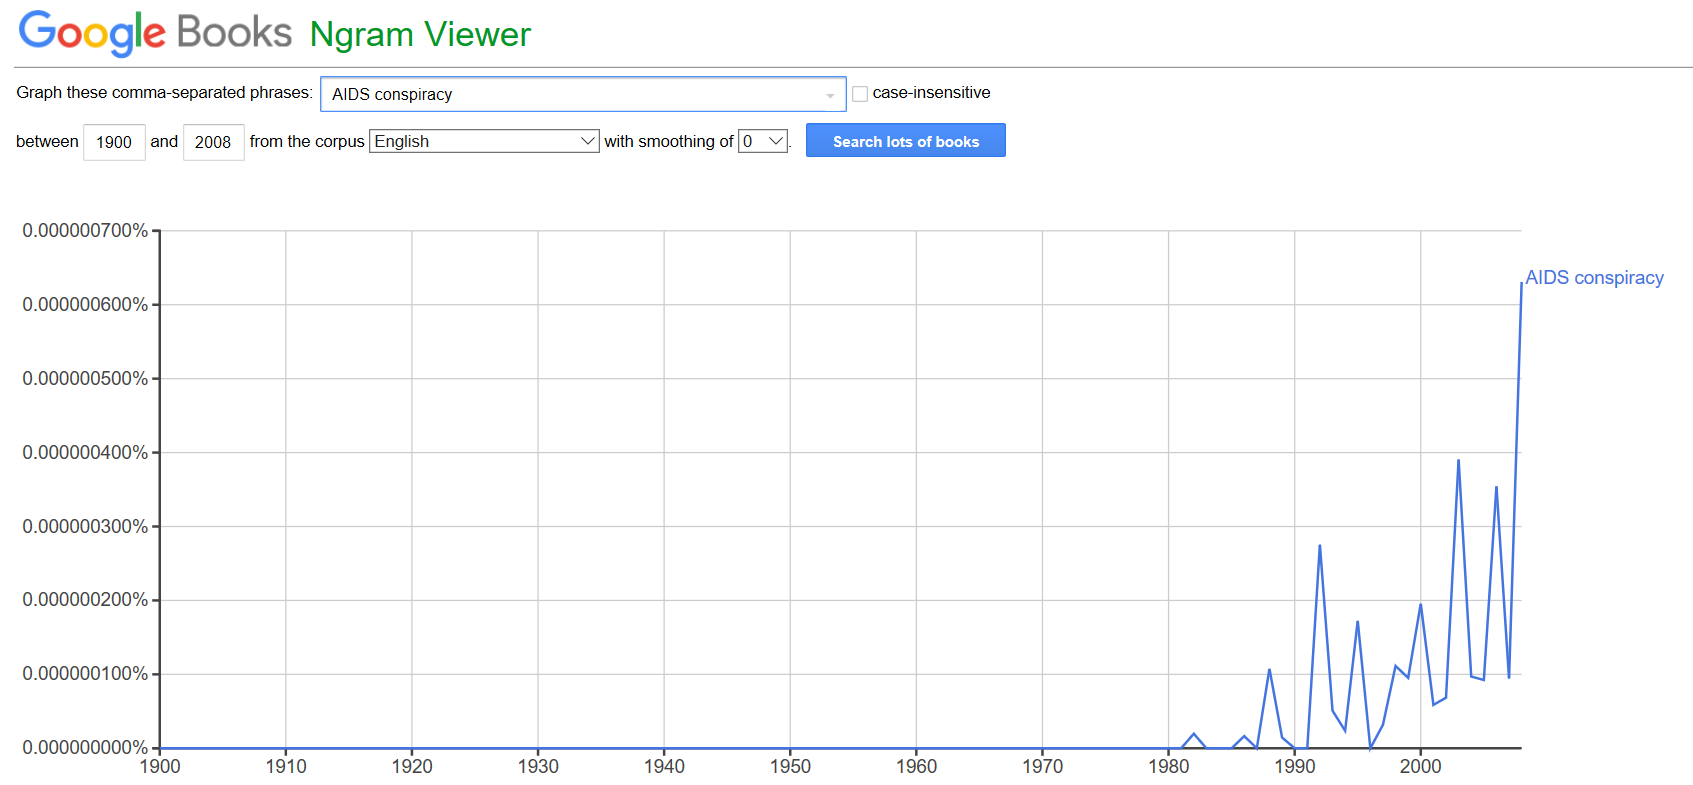 Google Books Ngram Viewer
Graph these comma-separated phrases: AIDS conspiracy case-insensitive
between 1900 and 2008 from the corpus English with smoothing of 0. Search lots of books
0.000000700%
AIDS conspiracy
0.000000600%
0.000000500%
0.000000400%
0.000000300%
0.000000200%
0.000000100%
0.000000000%
1900 1910 1920 1930 1940 1950 1960 1970 1980 1990 2000